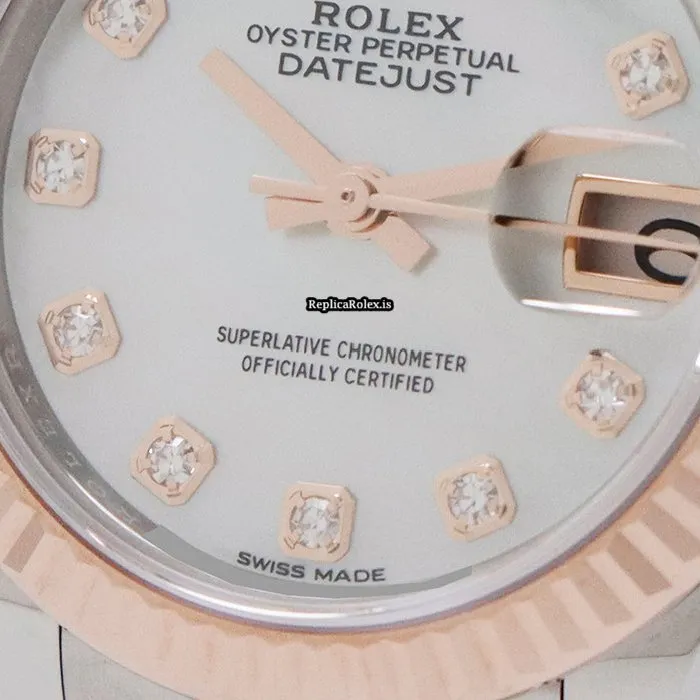 ROLEX
OYSTER PERPETUAL
DATEJUST
ReplicaRolex.is
SUPERLATIVE CHRONOMETER
OFFICIALLY CERTIFIED
SWISS MADE